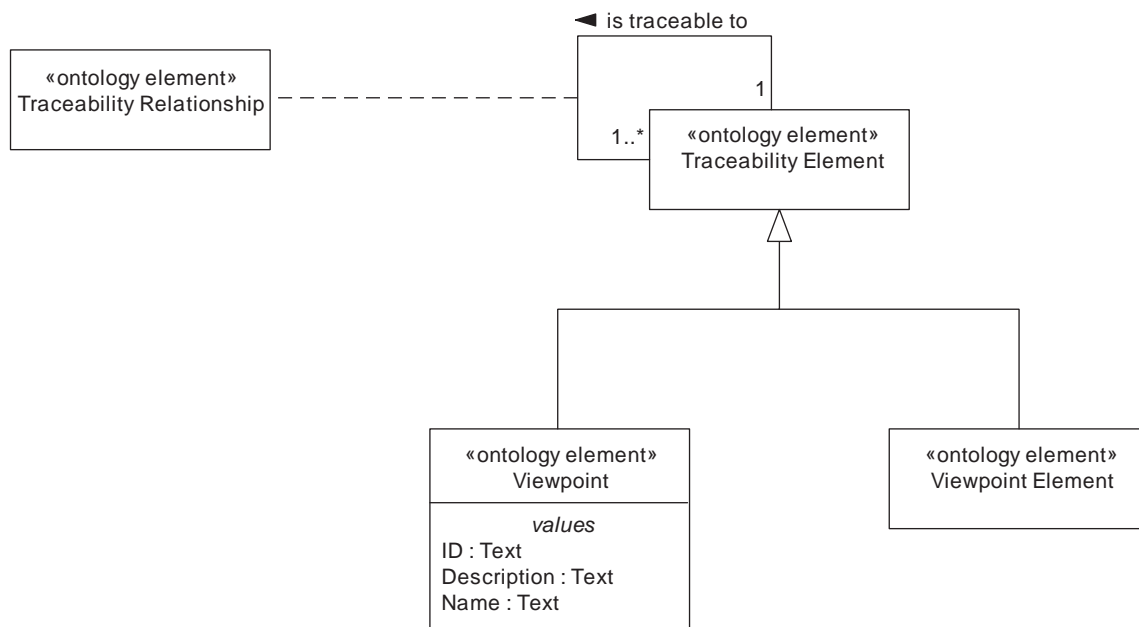 is traceable to
«ontology element»
Traceability Relationship
1
1..*
«ontology element»
Traceability Element
«ontology element»
Viewpoint
values
ID : Text
Description : Text
Name : Text
«ontology element»
Viewpoint Element